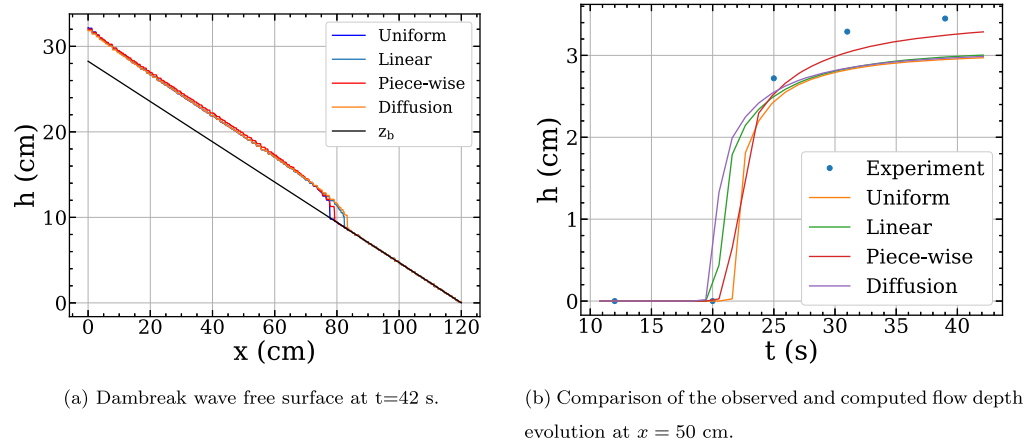 h (cm)
30
20
10
0
Uniform
Linear
Piece-wise
Diffusion
z_b
0
20
40
60
80
100
120
x (cm)
(a) Dambreak wave free surface at t=42 s.
h (cm)
3
2
1
0
Experiment
Uniform
Linear
Piece-wise
Diffusion
10
15
20
25
30
35
40
t (s)
(b) Comparison of the observed and computed flow depth
evolution at x = 50 cm.